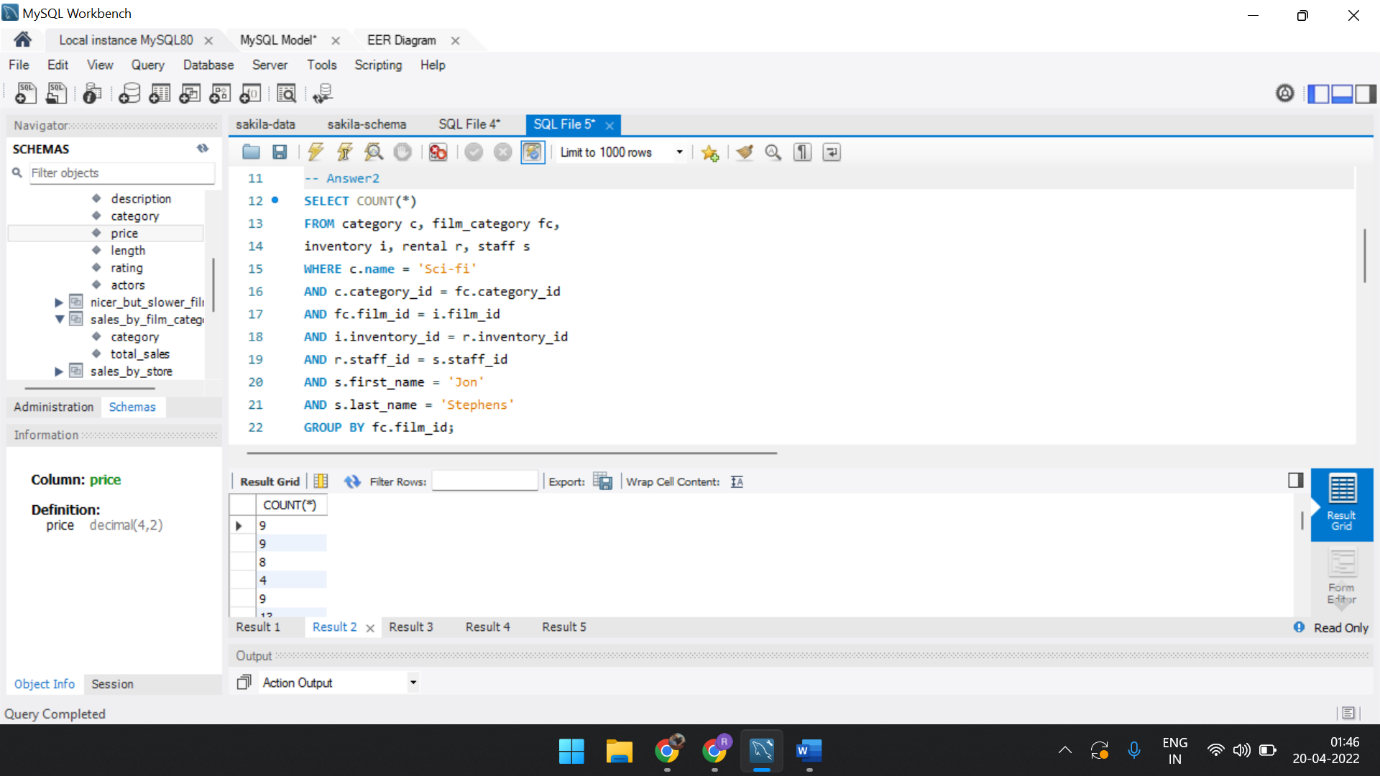 MySQL Workbench
Local instance MySQL80 × MySQL Model* × EER Diagram ×
File Edit View Query Database Server Tools Scripting Help
Navigator
SCHEMAS
Filter objects
description
category
price
length
rating
actors
nicer_but_slower_fil
sales_by_film_categ
category
total_sales
sales_by_store
Administration Schemas
Information
Column: price
Definition:
price decimal(4,2)
Object Info Session
sakila-data sakila-schema SQL File 4* SQL File 5* ×
Limit to 1000 rows
11 -- Answer2
12 SELECT COUNT(*)
13 FROM category c, film_category fc,
14 inventory i, rental r, staff s
15 WHERE c.name = 'Sci-fi'
16 AND c.category_id = fc.category_id
17 AND fc.film_id = i.film_id
18 AND i.inventory_id = r.inventory_id
19 AND r.staff_id = s.staff_id
20 AND s.first_name = 'Jon'
21 AND s.last_name = 'Stephens'
22 GROUP BY fc.film_id;
Result Grid Filter Rows: Export: Wrap Cell Content:
COUNT(*)
9
9
8
4
9
Result Grid
Form Editor
Result 1 Result 2 × Result 3 Result 4 Result 5
Read Only
Output
Action Output
Query Completed
ENG
IN
01:46
20-04-2022